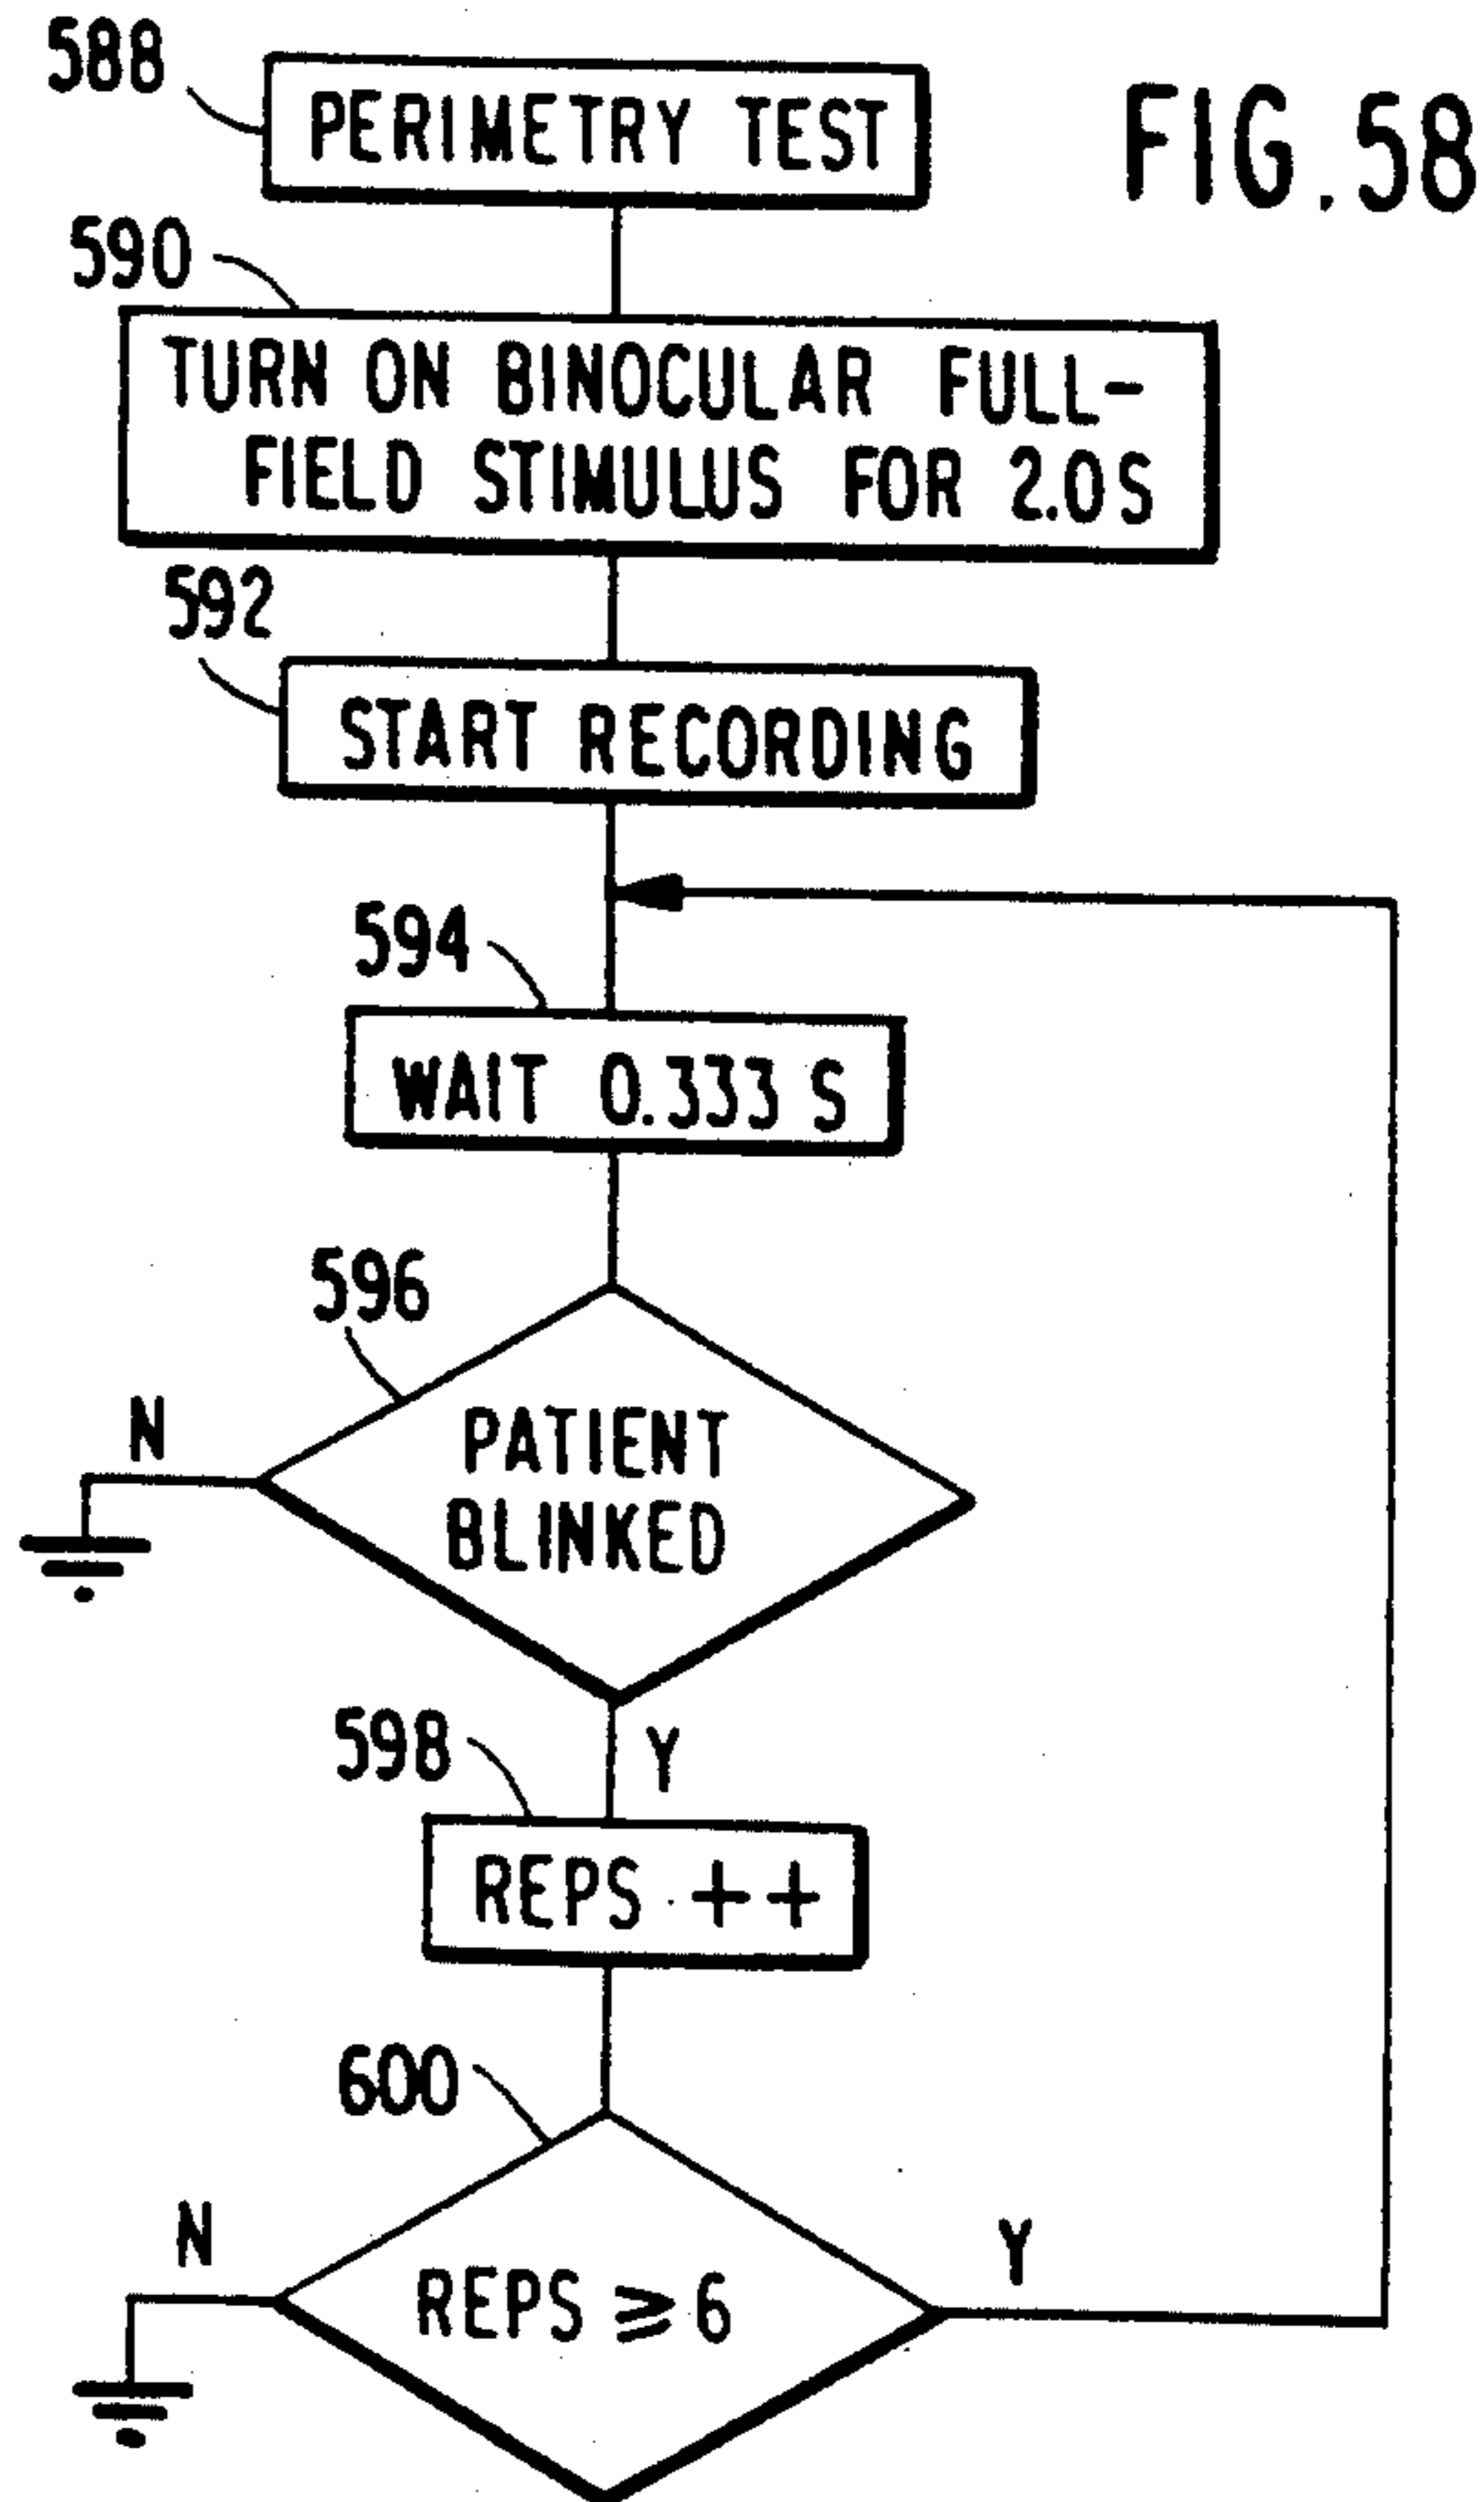 588
PERIMETRY TEST
FIG.58
590
TURN ON BINOCULAR FULL-
FIELD STIMULUS FOR 2.0S
592
START RECORDING
594
WAIT 0.333 S
596
N
PATIENT
BLINKED
598
Y
REPS ++
600
N
REPS ⩾ 6
Y